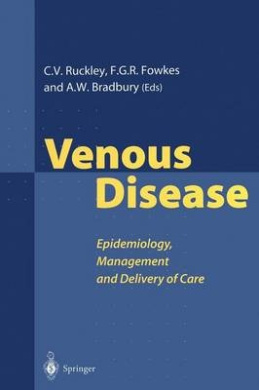 C.V. Ruckley, F.G.R. Fowkes
and A.W. Bradbury (Eds)
Venous
Disease
Epidemiology,
Management
and Delivery of Care
Springer